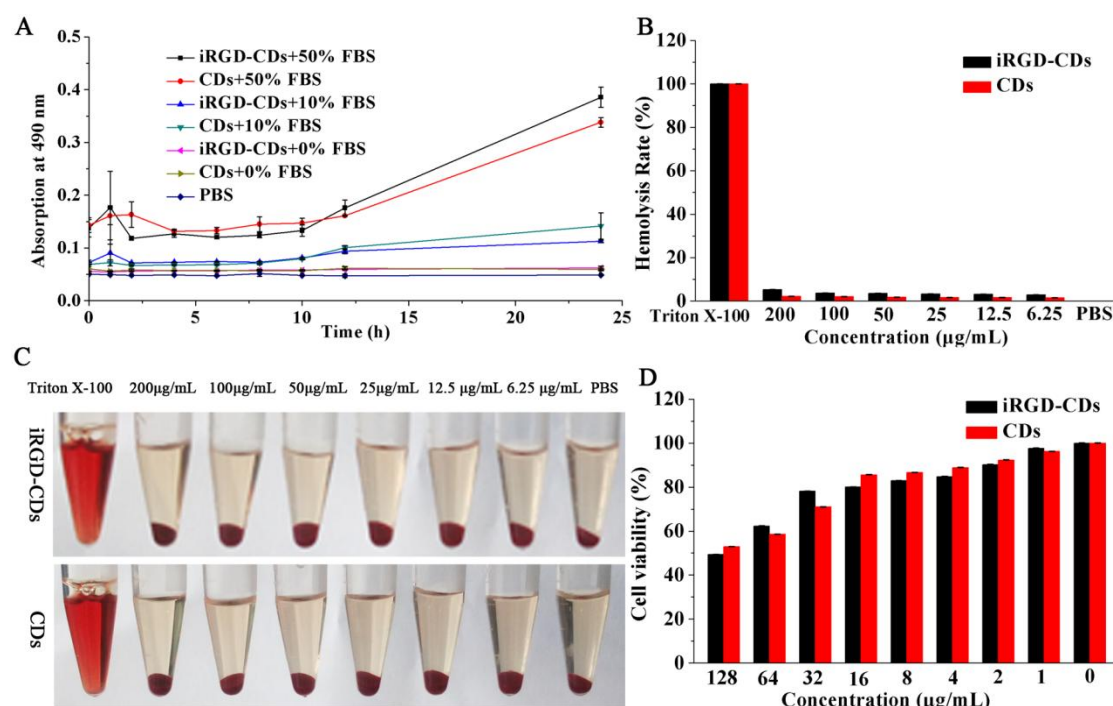 A
Absorption at 490 nm
0.5
0.4
0.3
0.2
0.1
0.0
iRGD-CDs+50% FBS
CDs+50% FBS
iRGD-CDs+10% FBS
CDs+10% FBS
iRGD-CDs+0% FBS
CDs+0% FBS
PBS
0 5 10 15 20 25
Time (h)
B
Hemolysis Rate (%)
120
100
80
60
40
20
0
iRGD-CDs
CDs
Triton X-100 200 100 50 25 12.5 6.25 PBS
Concentration (µg/mL)
C
Triton X-100 200µg/mL 100µg/mL 50µg/mL 25µg/mL 12.5 µg/mL 6.25 µg/mL PBS
iRGD-CDs
CDs
D
Cell viability (%)
120
100
80
60
40
20
0
iRGD-CDs
CDs
128 64 32 16 8 4 2 1 0
Concentration (µg/mL)